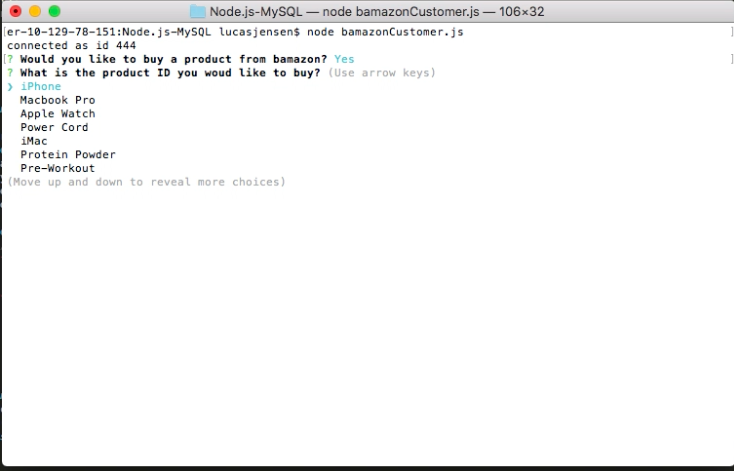 Node.js-MySQL — node bamazonCustomer.js — 106×32
[er-10-129-78-151:Node.js-MySQL lucasjensen$ node bamazonCustomer.js ]
connected as id 444
[? Would you like to buy a product from bamazon? Yes ]
? What is the product ID you woud like to buy? (Use arrow keys)
❯ iPhone
Macbook Pro
Apple Watch
Power Cord
iMac
Protein Powder
Pre-Workout
(Move up and down to reveal more choices)